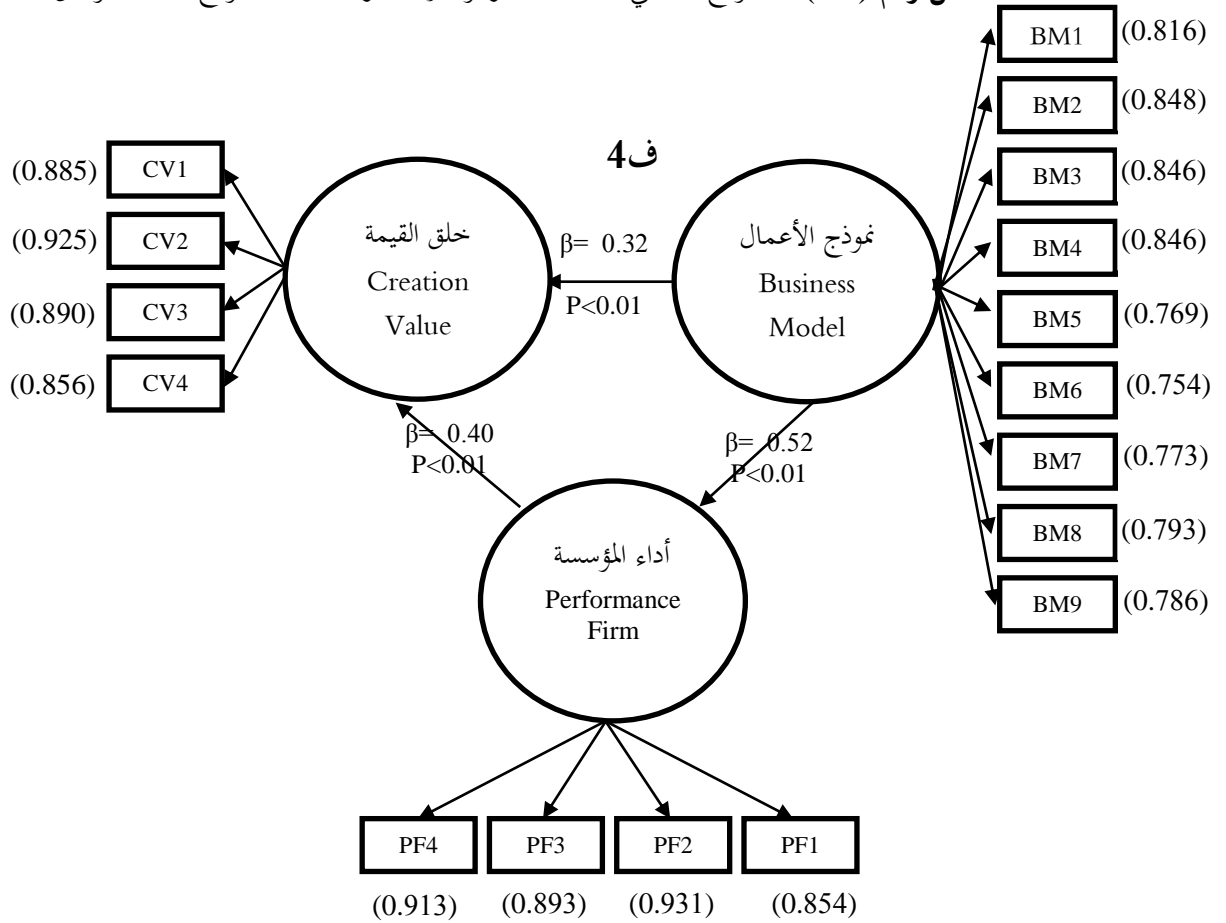 BM1 (0.816)
BM2 (0.848)
BM3 (0.846)
BM4 (0.846)
BM5 (0.769)
BM6 (0.754)
BM7 (0.773)
BM8 (0.793)
BM9 (0.786)
ف4
نموذج الأعمال
Business
Model
β= 0.32
P<0.01
خلق القيمة
Creation
Value
(0.885) CV1
(0.925) CV2
(0.890) CV3
(0.856) CV4
β= 0.40
P<0.01
β= 0.52
P<0.01
أداء المؤسسة
Performance
Firm
PF4 PF3 PF2 PF1
(0.913) (0.893) (0.931) (0.854)